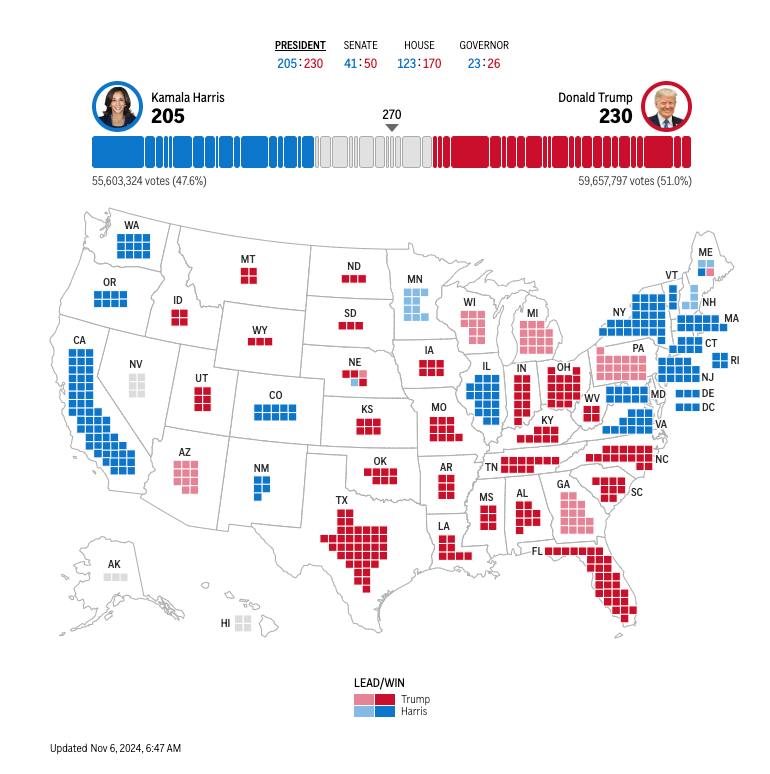 PRESIDENT SENATE HOUSE GOVERNOR
205:230 41:50 123:170 23:26
Kamala Harris Donald Trump
205 270 230
55,603,324 votes (47.6%) 59,657,797 votes (51.0%)
WA
ME
MT
ND
VT
OR
MN
ID
WI
NH
SD
NY
MI
MA
WY
CA
CT
PA
IA
RI
NV
NE
IL
IN
OH
UT
NJ
CO
DE
MD
WV
KS
MO
DC
KY
VA
AZ
OK
NC
NM
AR
TN
GA
SC
TX
MS
AL
LA
FL
AK
HI
LEAD/WIN
Trump
Harris
Updated Nov 6, 2024, 6:47 AM